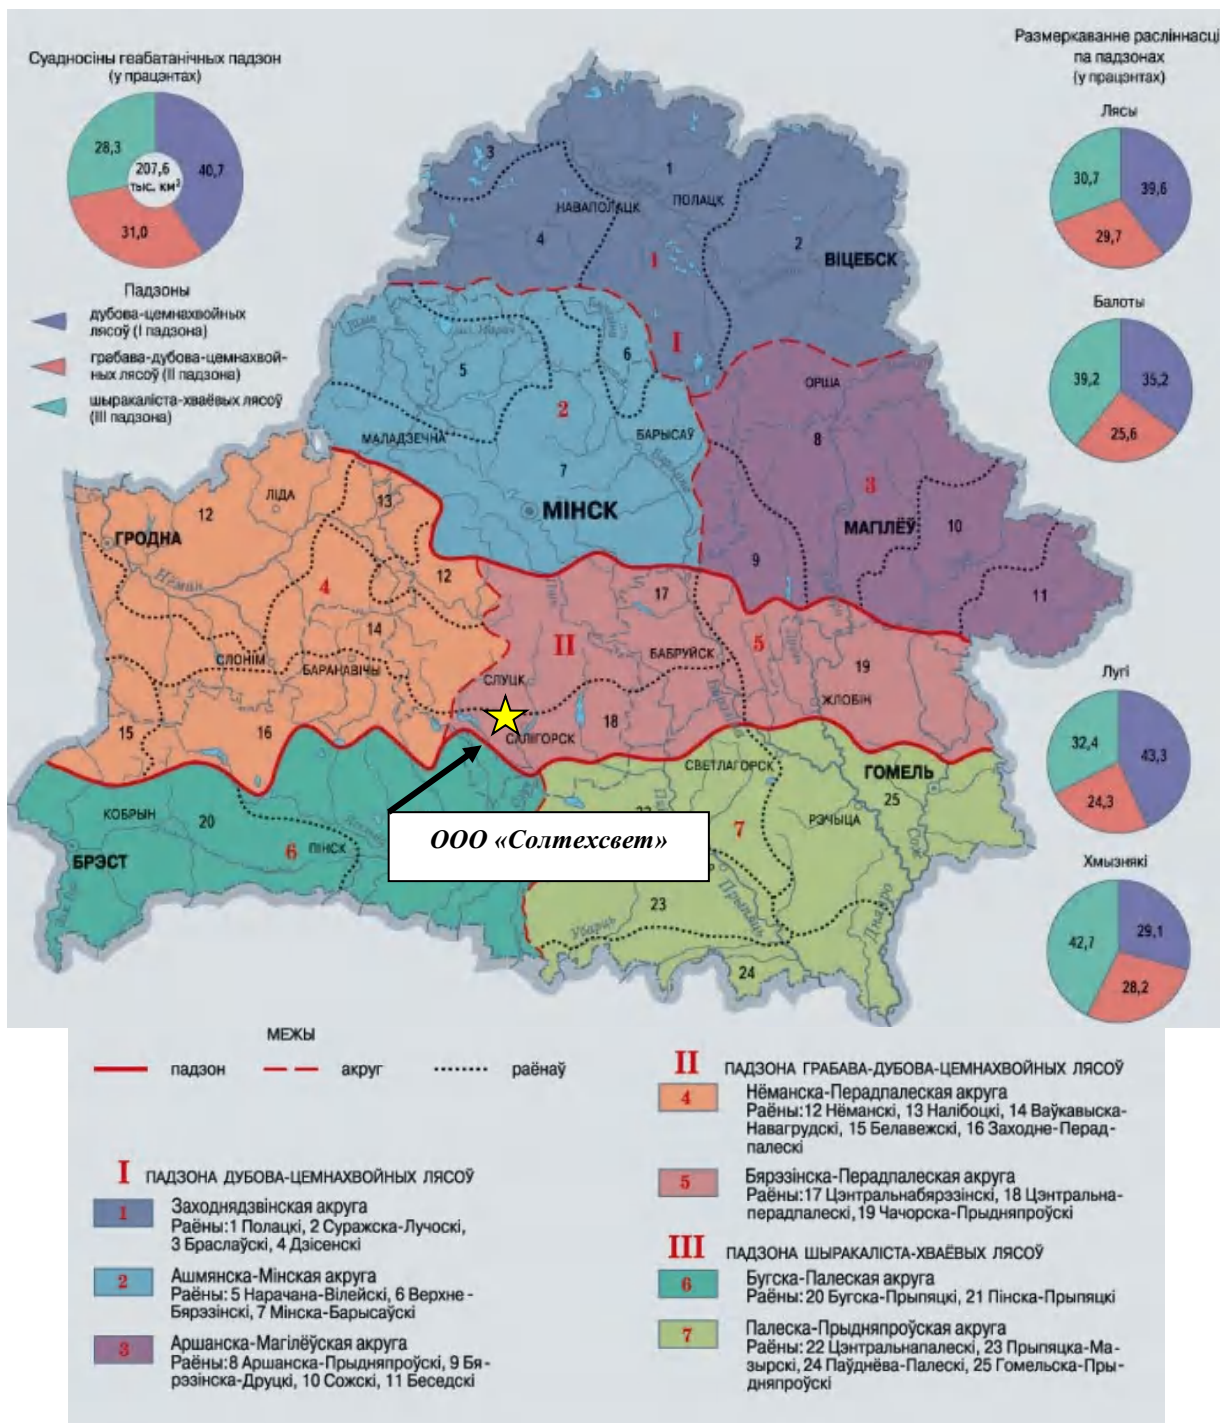 Суадносіны геабатанічных падзон
(у працэнтах)
28,3
40,7
207,6
тыс. км²
31,0
Падзоны
дубова-цемнахвойных
лясоў (I падзона)
грабава-дубова-цемнахвой-
ных лясоў (II падзона)
шыракаліста-хваёвых лясоў
(III падзона)
Размеркаванне расліннасці
па падзонах
(у працэнтах)
Лясы
30,7
39,6
29,7
Балоты
39,2
35,2
25,6
Лугі
32,4
43,3
24,3
Хмызнякі
42,7
29,1
28,2
3
1
НАВАПОЛАЦК
ПОЛАЦК
4
2
ВІЦЕБСК
1
I
5
6
2
ОРША
МАЛАДЗЕЧНА
БАРЫСАЎ
8
7
МІНСК
3
ЛІДА
12
13
МАГІЛЁЎ
10
ГРОДНА
Нёман
9
12
4
17
11
14
II
5
СЛОНІМ
БАРАНАВІЧЫ
БАБРУЙСК
19
СЛУЦК
ЖЛОБІН
15
16
18
САЛІГОРСК
СВЕТЛАГОРСК
ГОМЕЛЬ
25
КОБРЫН
20
РЭЧЫЦА
7
ООО «Солтехсвет»
БРЭСТ
6
ПІНСК
Сож
Прыпяць
Дняпро
23
Убарць
24
МЕЖЫ
падзон
акруг
раёнаў
I ПАДЗОНА ДУБОВА-ЦЕМНАХВОЙНЫХ ЛЯСОЎ
1
Заходнядзвінская акруга
Раёны:1 Полацкі, 2 Суражска-Лучоскі,
3 Браслаўскі, 4 Дзісенскі
2
Ашмянска-Мінская акруга
Раёны: 5 Нарачана-Вілейскі, 6 Верхне-
Бярэзінскі, 7 Мінска-Барысаўскі
3
Аршанска-Магілёўская акруга
Раёны:8 Аршанска-Прыдняпроўскі, 9 Бя-
рэзінска-Друцкі, 10 Сожскі, 11 Беседскі
II ПАДЗОНА ГРАБАВА-ДУБОВА-ЦЕМНАХВОЙНЫХ ЛЯСОЎ
4
Нёманска-Перадпалеская акруга
Раёны:12 Нёманскі, 13 Налібоцкі, 14 Ваўкавыска-
Навагрудскі, 15 Белавежскі, 16 Заходне-Перад-
палескі
5
Бярэзінска-Перадпалеская акруга
Раёны:17 Цэнтральнабярэзінскі, 18 Цэнтральна-
перадпалескі,19 Чачорска-Прыдняпроўскі
III ПАДЗОНА ШЫРАКАЛІСТА-ХВАЁВЫХ ЛЯСОЎ
6
Бугска-Палеская акруга
Раёны: 20 Бугска-Прыпяцкі, 21 Пінска-Прыпяцкі
7
Палеска-Прыдняпроўская акруга
Раёны: 22 Цэнтральнапалескі, 23 Прыпяцка-Ма-
зырскі, 24 Паўднёва-Палескі, 25 Гомельска-Пры-
дняпроўскі